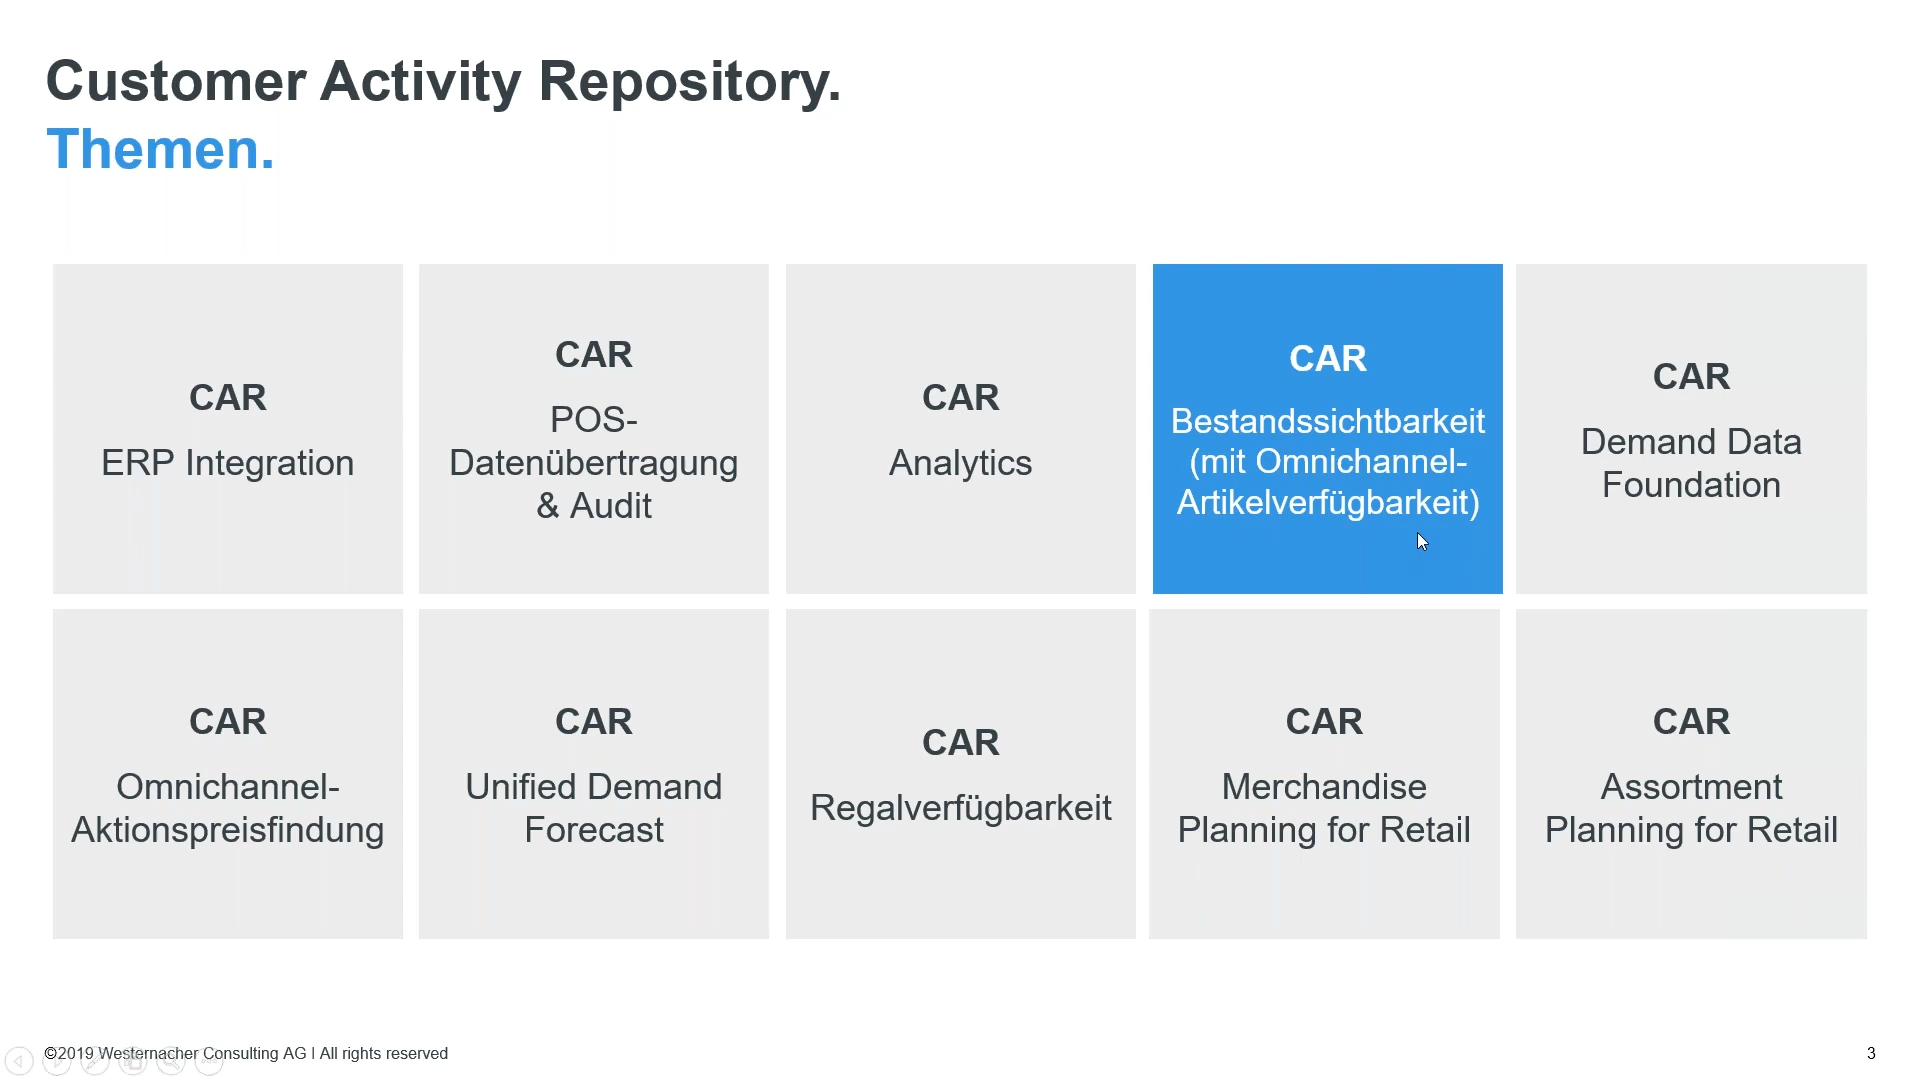 Customer Activity Repository.
Themen.
CAR
ERP Integration
CAR
POS-
Datenübertragung
& Audit
CAR
Analytics
CAR
Bestandssichtbarkeit
(mit Omnichannel-
Artikelverfügbarkeit)
CAR
Demand Data
Foundation
CAR
Omnichannel-
Aktionspreisfindung
CAR
Unified Demand
Forecast
CAR
Regalverfügbarkeit
CAR
Merchandise
Planning for Retail
CAR
Assortment
Planning for Retail
©2019 Westernacher Consulting AG I All rights reserved
3